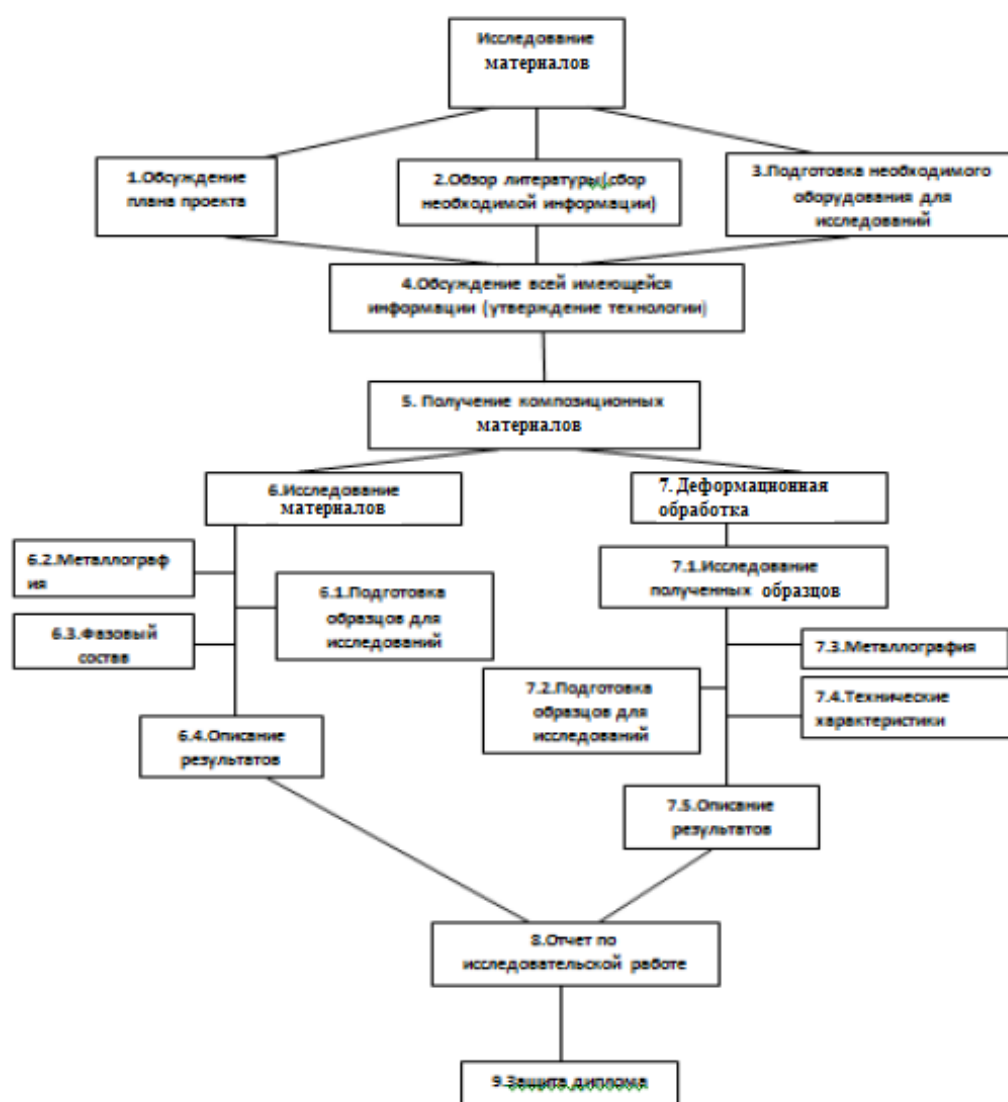 Исследование
материалов
1.Обсуждение
плана проекта
2.Обзор литературы(сбор
необходимой информации)
3.Подготовка необходимого
оборудования для
исследований
4.Обсуждение всей имеющейся
информации (утверждение технологии)
5. Получение композиционных
материалов
6.Исследование
материалов
7. Деформационная
обработка
6.2.Металлограф
ия
6.1.Подготовка
образцов для
исследований
6.3.Фазовый
состав
6.4.Описание
результатов
7.1.Исследование
полученных образцов
7.3.Металлография
7.2.Подготовка
образцов для
исследований
7.4.Технические
характеристики
7.5.Описание
результатов
8.Отчет по
исследовательской работе
9.Защита диплома